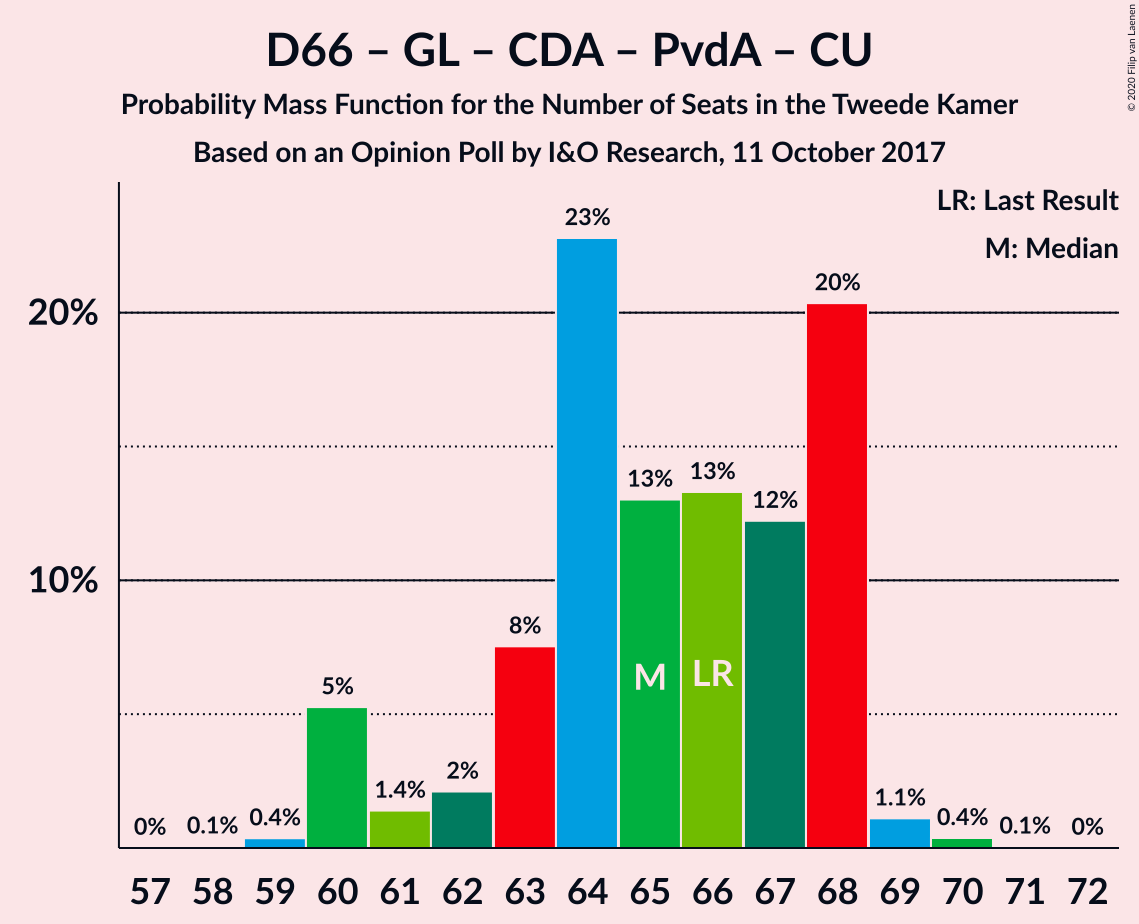 D66 – GL – CDA – PvdA – CU
Probability Mass Function for the Number of Seats in the Tweede Kamer
Based on an Opinion Poll by I&O Research, 11 October 2017
© 2020 Filip van Laenen
LR: Last Result
M: Median
20%
10%
0% 0.1% 0.4% 5% 1.4% 2% 8% 23% 13% 13% 12% 20% 1.1% 0.4% 0.1% 0%
M LR
57 58 59 60 61 62 63 64 65 66 67 68 69 70 71 72